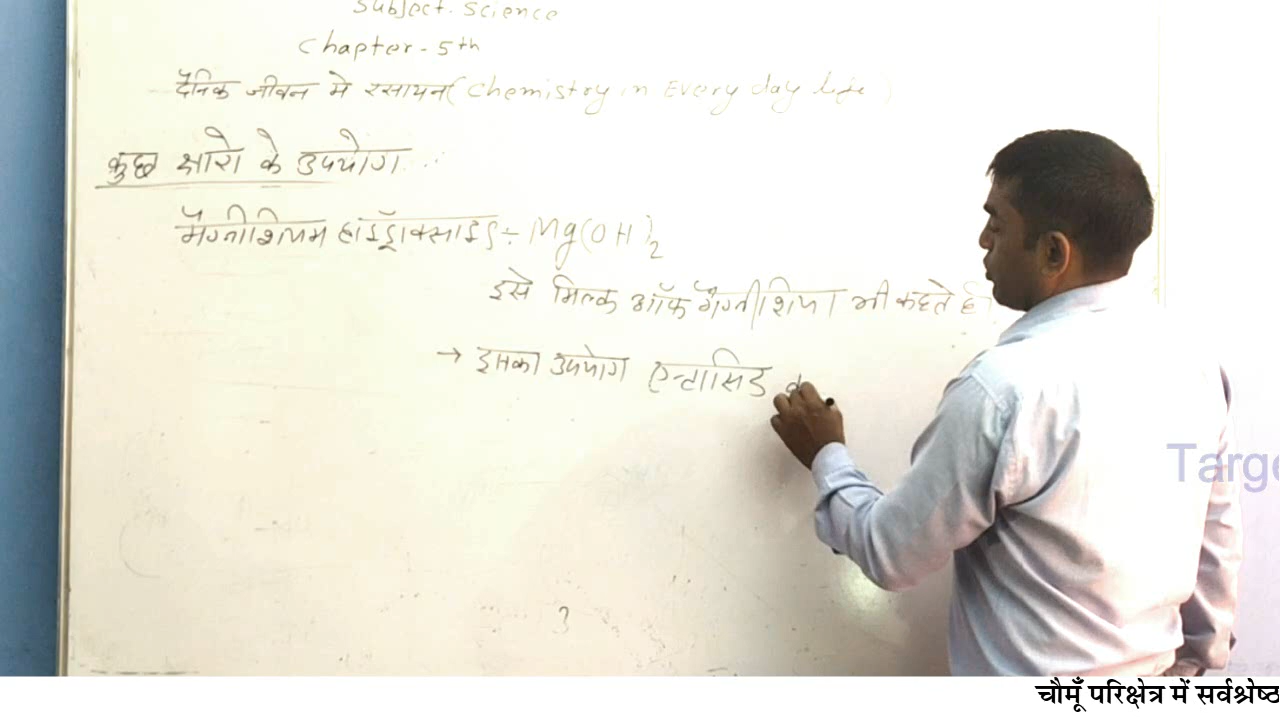 Subject. Science
Chapter - 5th
दैनिक जीवन मे रसायन (Chemistry in Every day life)
कुछ क्षारो के उपयोग
मैग्नीशियम हाइड्रॉक्साइड ÷ Mg(OH)2
इसे मिल्क ऑफ मैग्नीशिया भी कहते है
→ इसका उपयोग एन्टासिड
3
Targe
चौमूँ परिक्षेत्र में सर्वश्रेष्ठ